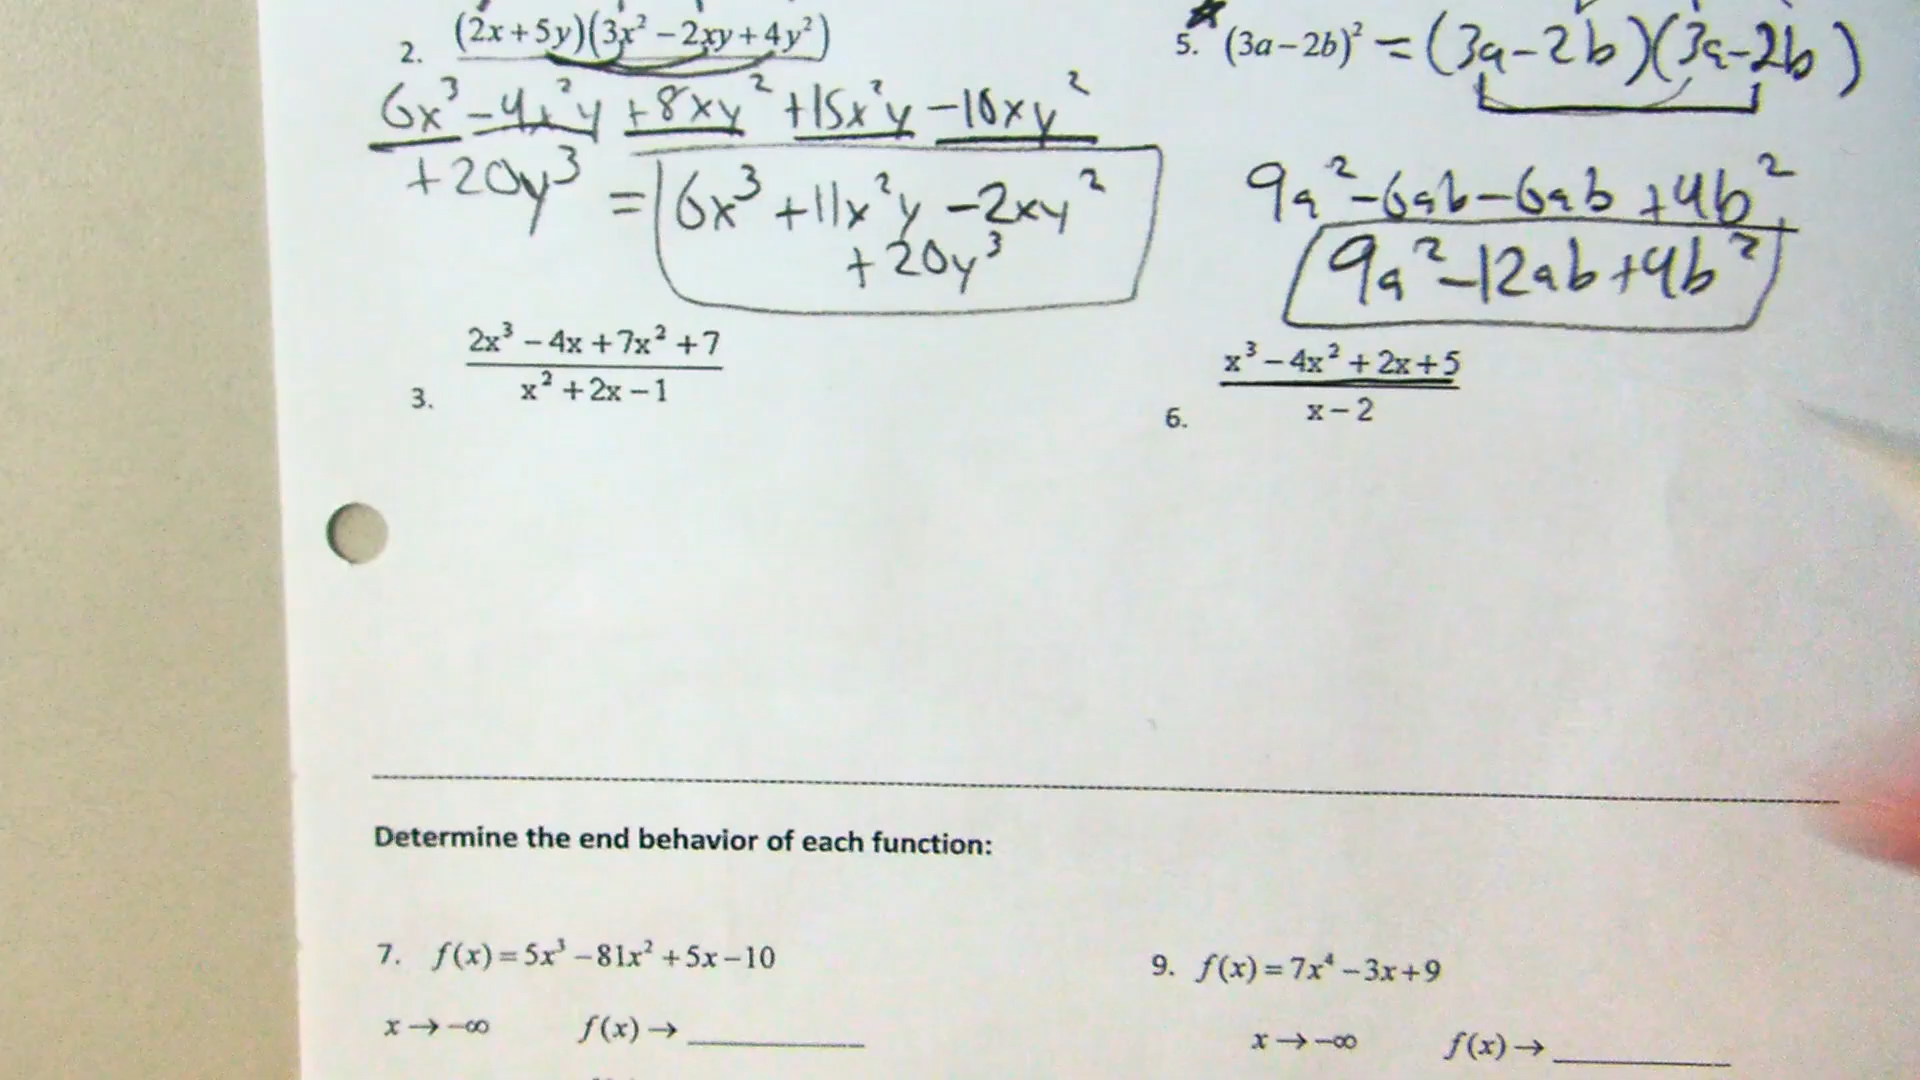 2. (2x+5y)(3x²−2xy+4y²)
6x³−4x²y+8xy²+15x²y−10xy²
+20y³ = 6x³+11x²y−2xy²
+20y³
3. (2x³−4x+7x²+7)/(x²+2x−1)
5. (3a−2b)² = (3a−2b)(3a−2b)
9a²−6ab−6ab+4b²
9a²−12ab+4b²
6. (x³−4x²+2x+5)/(x−2)
Determine the end behavior of each function:
7. f(x)=5x³−81x²+5x−10
x→−∞ f(x)→
9. f(x)=7x⁴−3x+9
x→−∞ f(x)→